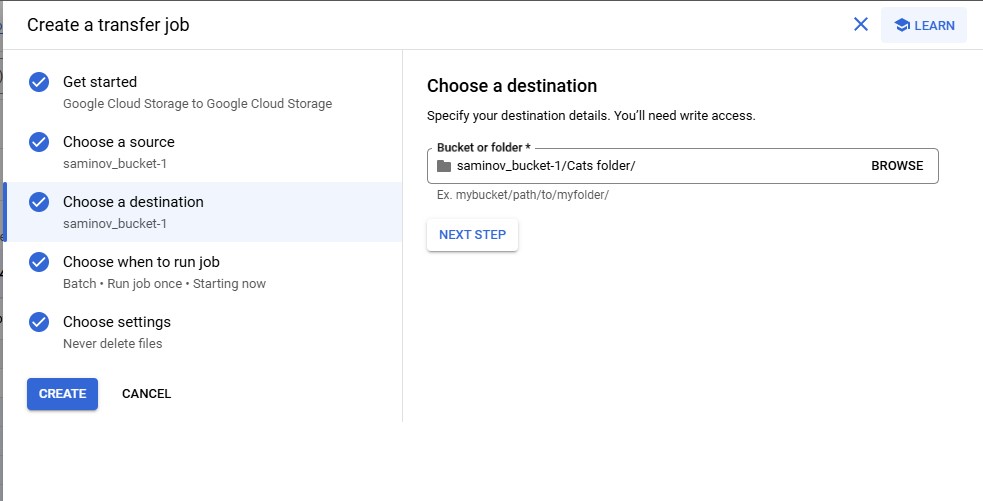 Create a transfer job
LEARN
Get started
Google Cloud Storage to Google Cloud Storage
Choose a source
saminov_bucket-1
Choose a destination
saminov_bucket-1
Choose when to run job
Batch • Run job once • Starting now
Choose settings
Never delete files
CREATE
CANCEL
Choose a destination
Specify your destination details. You’ll need write access.
Bucket or folder *
saminov_bucket-1/Cats folder/
BROWSE
Ex. mybucket/path/to/myfolder/
NEXT STEP